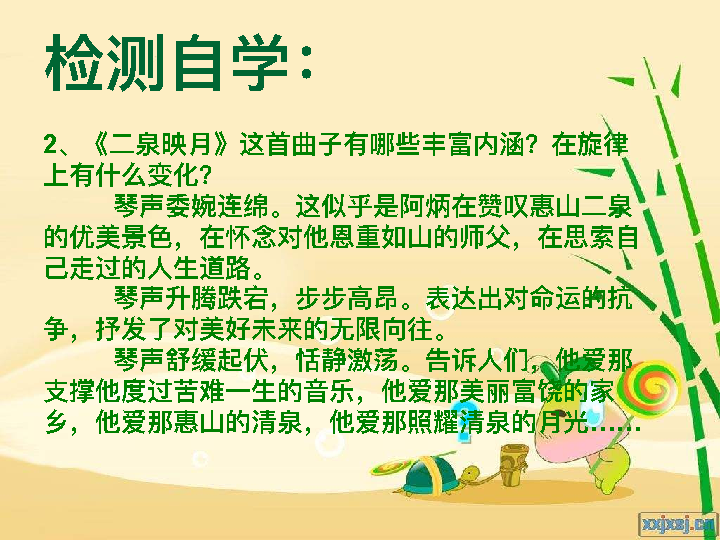 检测自学：
2、《二泉映月》这首曲子有哪些丰富内涵？在旋律
上有什么变化？
琴声委婉连绵。这似乎是阿炳在赞叹惠山二泉
的优美景色，在怀念对他恩重如山的师父，在思索自
己走过的人生道路。
琴声升腾跌宕，步步高昂。表达出对命运的抗
争，抒发了对美好未来的无限向往。
琴声舒缓起伏，恬静激荡。告诉人们，他爱那
支撑他度过苦难一生的音乐，他爱那美丽富饶的家
乡，他爱那惠山的清泉，他爱那照耀清泉的月光……
xxjxsj.cn